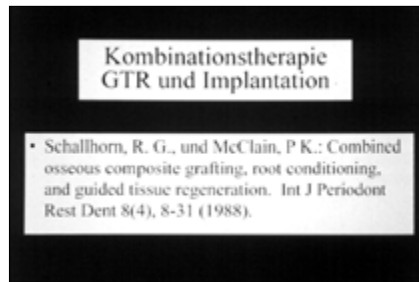 Kombinationstherapie
GTR und Implantation
• Schallhorn, R. G., und McClain, P K.: Combined
osseous composite grafting, root conditioning,
and guided tissue regeneration. Int J Periodont
Rest Dent 8(4), 8-31 (1988).